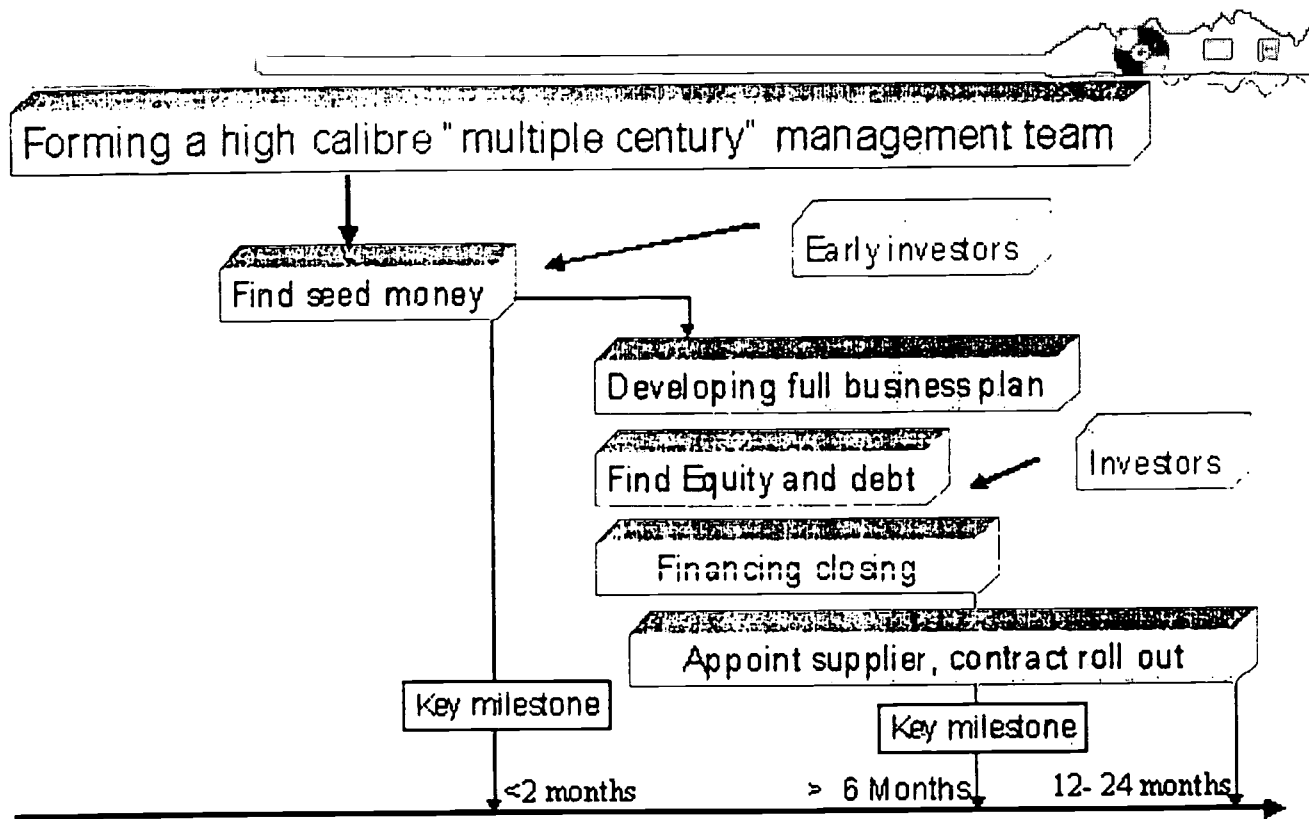 Forming a high calibre "multiple century" management team
Early investors
Find seed money
Developing full business plan
Find Equity and debt
Investors
Financing closing
Appoint supplier, contract roll out
Key milestone
Key milestone
<2 months
> 6 Months
12- 24 months